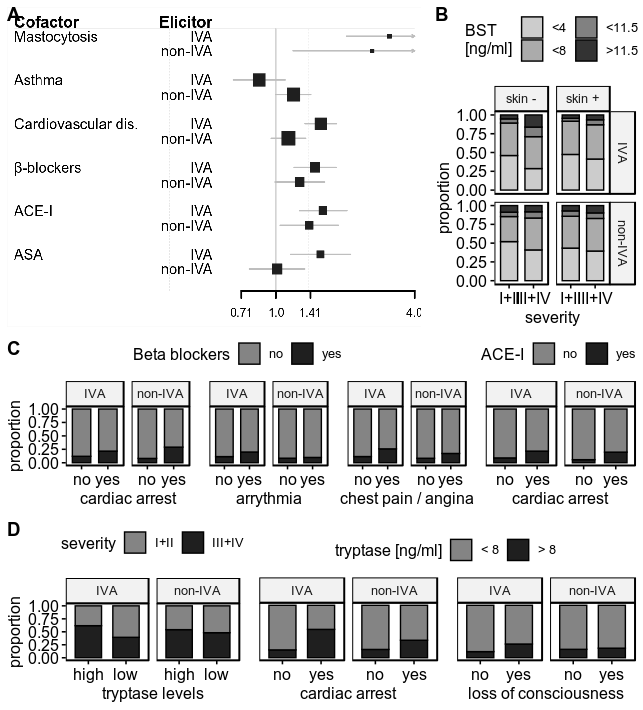 A
Cofactor Elicitor
Mastocytosis IVA
non-IVA
Asthma IVA
non-IVA
Cardiovascular dis. IVA
non-IVA
β-blockers IVA
non-IVA
ACE-I IVA
non-IVA
ASA IVA
non-IVA
0.71 1.0 1.41 4.0
B
BST
[ng/ml]
<4 <11.5
<8 >11.5
skin - skin +
1.00
0.75
0.50
0.25
0.00
IVA
1.00
0.75
0.50
0.25
0.00
non-IVA
proportion
I+II III+IV I+II III+IV
severity
C
Beta blockers no yes ACE-I no yes
IVA non-IVA IVA non-IVA IVA non-IVA IVA non-IVA
proportion
1.00
0.75
0.50
0.25
0.00
no yes no yes no yes no yes no yes no yes no yes no yes
cardiac arrest arrythmia chest pain / angina cardiac arrest
D
severity I+II III+IV tryptase [ng/ml] < 8 > 8
IVA non-IVA IVA non-IVA IVA non-IVA
proportion
1.00
0.75
0.50
0.25
0.00
high low high low no yes no yes no yes no yes
tryptase levels cardiac arrest loss of consciousness